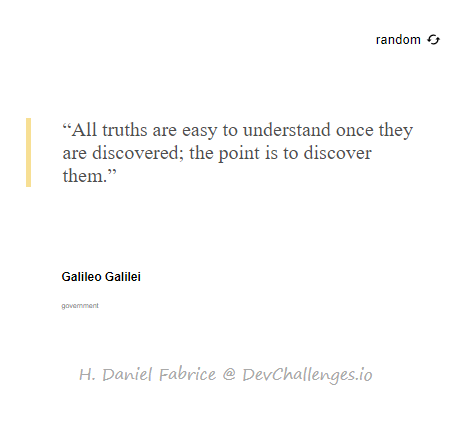 random
“All truths are easy to understand once they
are discovered; the point is to discover
them.”
Galileo Galilei
government
H. Daniel Fabrice @ DevChallenges.io